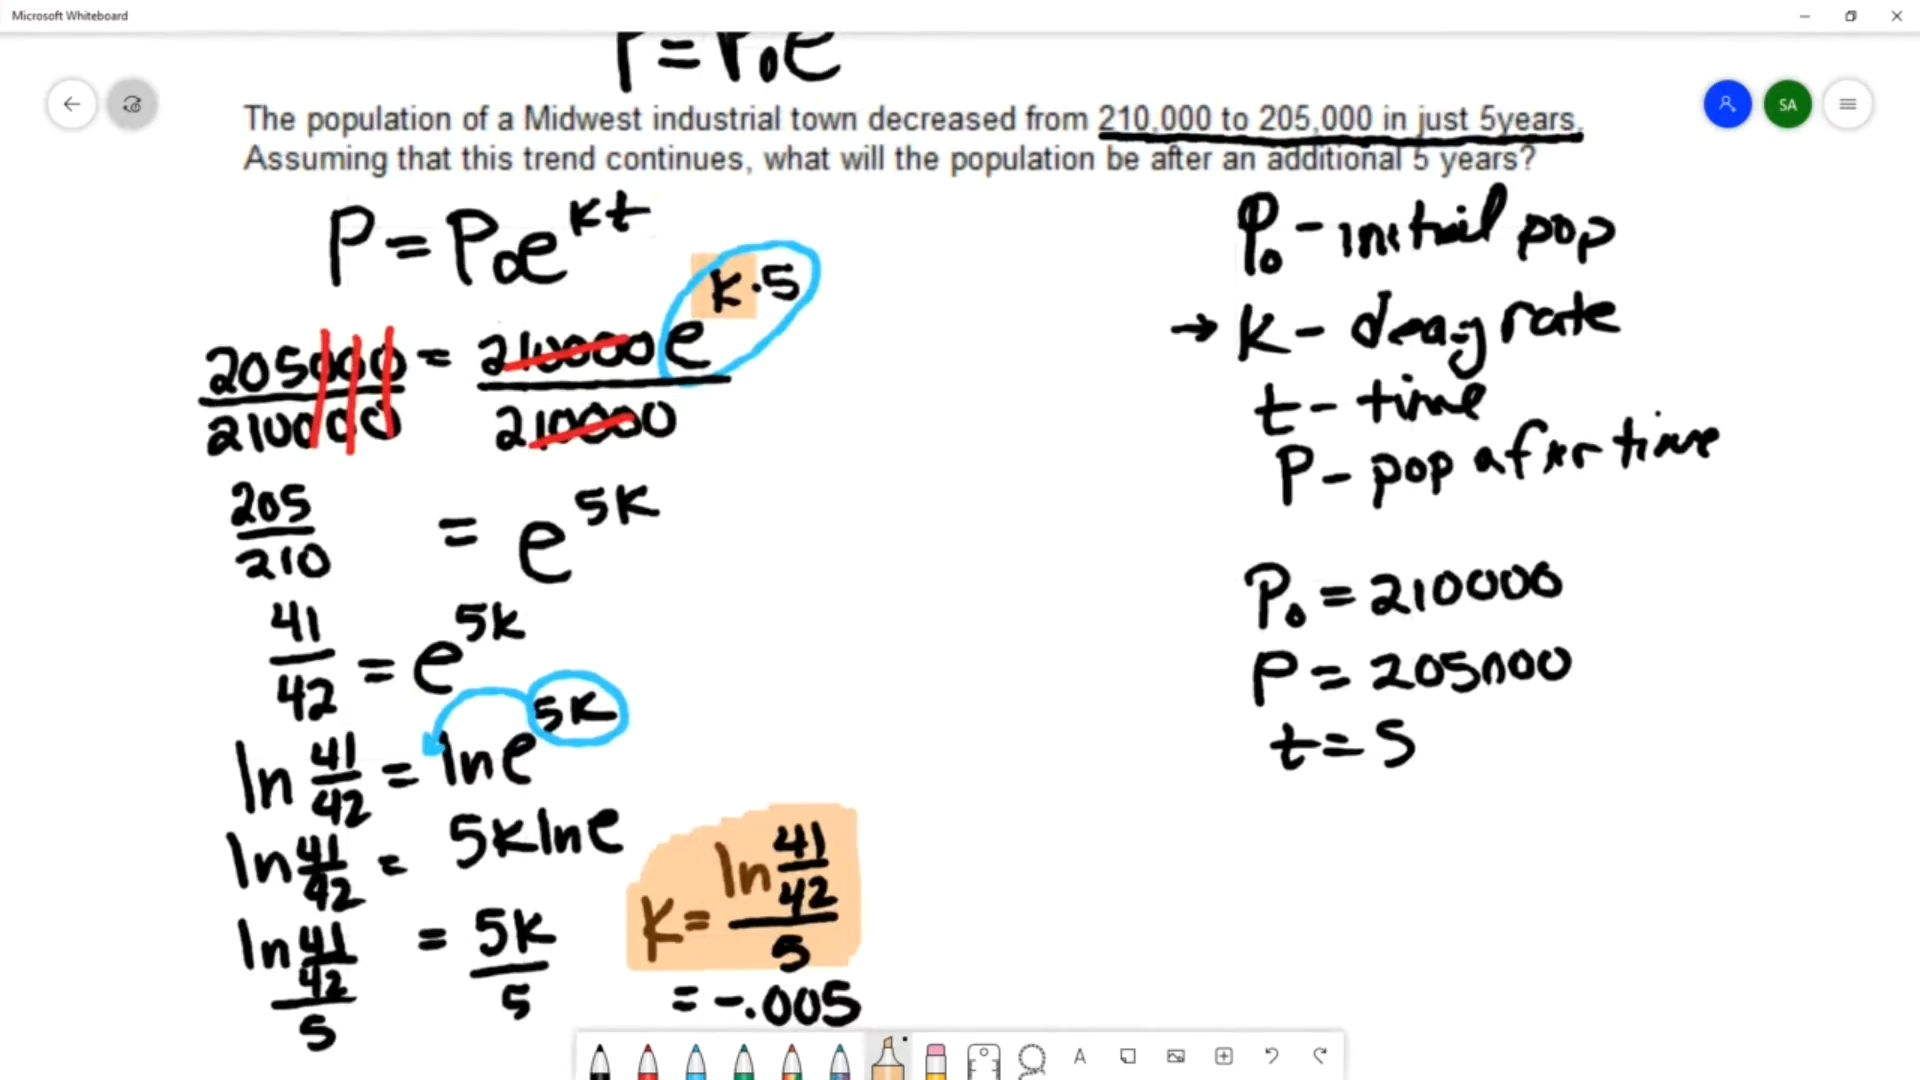 Microsoft Whiteboard
P = P₀e
The population of a Midwest industrial town decreased from 210,000 to 205,000 in just 5years.
Assuming that this trend continues, what will the population be after an additional 5 years?
SA
P = P₀e^kt
205000/210000 = 210000e^k·5/210000
205/210 = e^5k
41/42 = e^5k
ln 41/42 = ln e^5k
ln 41/42 = 5k ln e
ln 41/42 / 5 = 5k/5
k = ln 41/42 / 5
= -.005
P₀ - initial pop
→ k - decay rate
t - time
P - pop after time
P₀ = 210000
P = 205000
t = 5
A